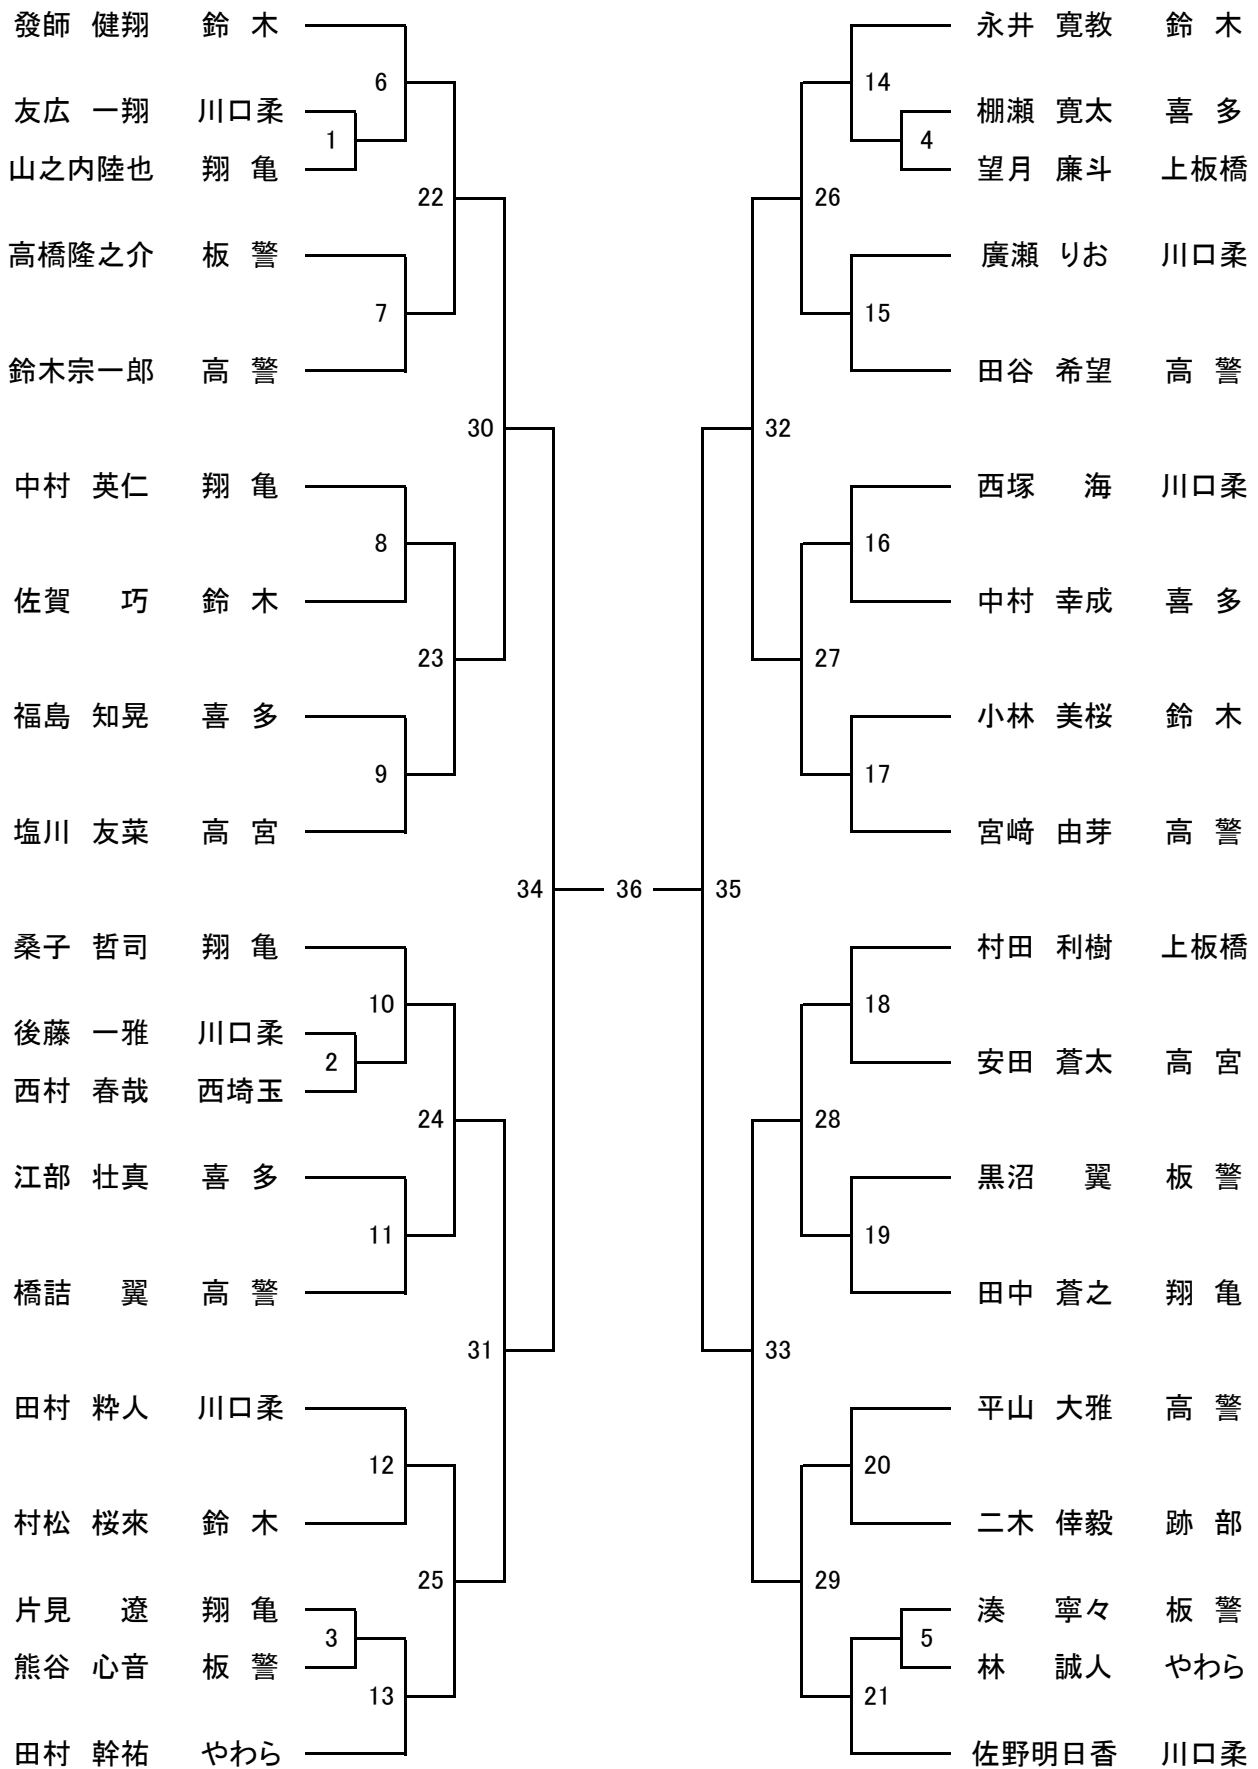 發師 健翔 鈴 木
6
友広 一翔 川口柔
1
山之内陸也 翔 亀
22
高橋隆之介 板 警
7
鈴木宗一郎 高 警
30
中村 英仁 翔 亀
8
佐賀 巧 鈴 木
23
福島 知晃 喜 多
9
塩川 友菜 高 宮
34
桑子 哲司 翔 亀
10
後藤 一雅 川口柔
2
西村 春哉 西埼玉
24
江部 壮真 喜 多
11
橋詰 翼 高 警
31
田村 粋人 川口柔
12
村松 桜來 鈴 木
25
片見 遼 翔 亀
3
熊谷 心音 板 警
13
田村 幹祐 やわら
36
永井 寛教 鈴 木
14
棚瀬 寛太 喜 多
4
望月 廉斗 上板橋
26
廣瀬 りお 川口柔
15
田谷 希望 高 警
32
西塚 海 川口柔
16
中村 幸成 喜 多
27
小林 美桜 鈴 木
17
宮﨑 由芽 高 警
35
村田 利樹 上板橋
18
安田 蒼太 高 宮
28
黒沼 翼 板 警
19
田中 蒼之 翔 亀
33
平山 大雅 高 警
20
二木 倖毅 跡 部
29
湊 寧々 板 警
5
林 誠人 やわら
21
佐野明日香 川口柔